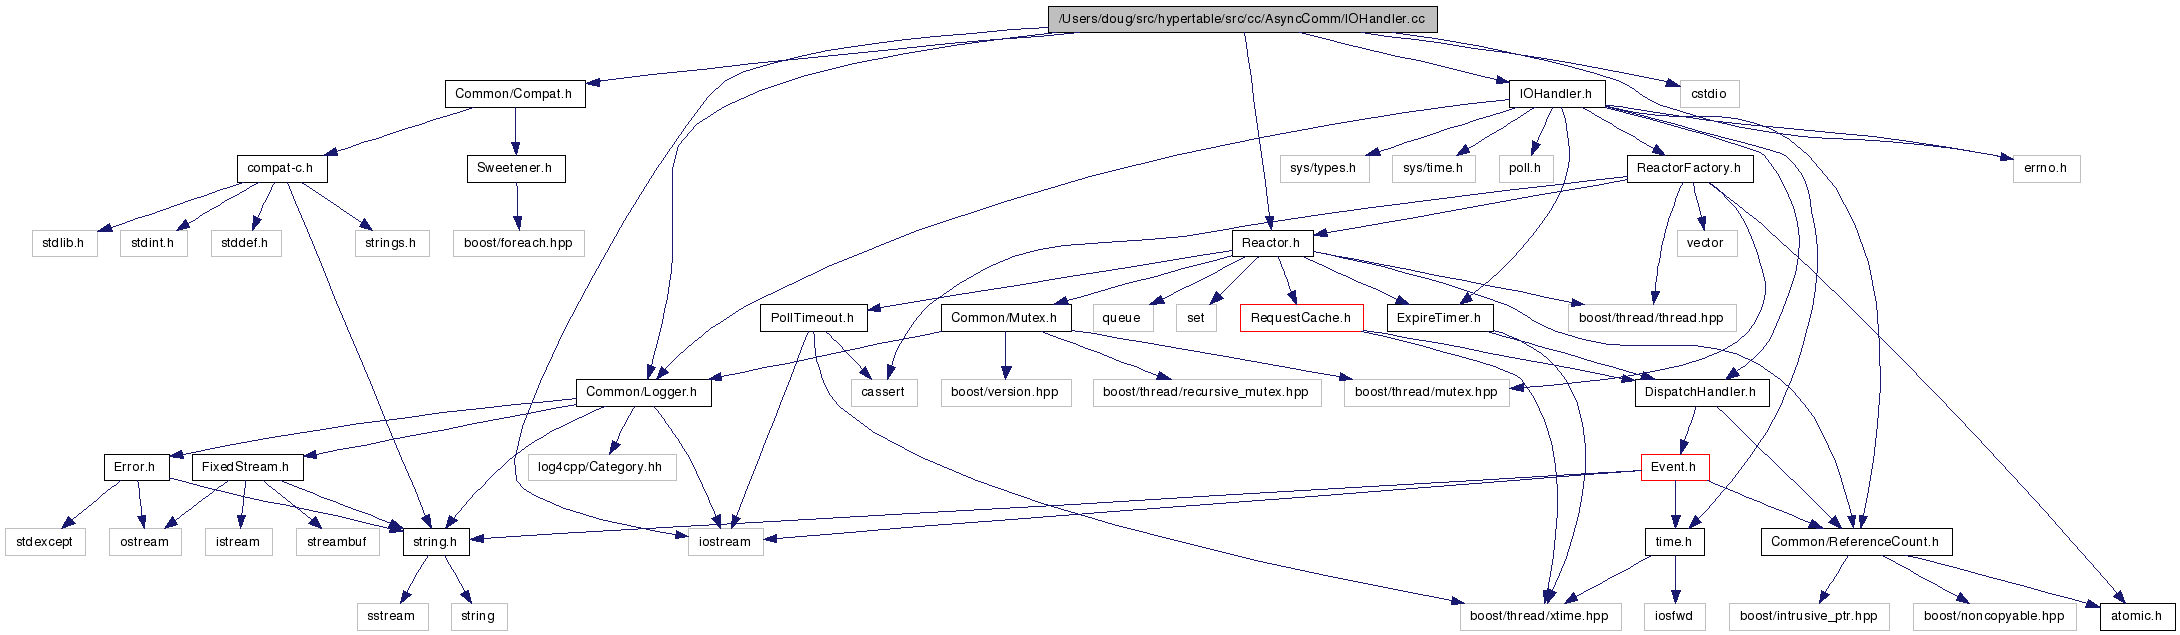 /Users/doug/src/hypertable/src/cc/AsyncComm/IOHandler.cc
Common/Compat.h
IOHandler.h
cstdio
compat-c.h
Sweetener.h
sys/types.h
sys/time.h
poll.h
ReactorFactory.h
errno.h
stdlib.h
stdint.h
stddef.h
strings.h
boost/foreach.hpp
Reactor.h
vector
PollTimeout.h
Common/Mutex.h
queue
set
RequestCache.h
ExpireTimer.h
boost/thread/thread.hpp
Common/Logger.h
cassert
boost/version.hpp
boost/thread/recursive_mutex.hpp
boost/thread/mutex.hpp
DispatchHandler.h
Error.h
FixedStream.h
log4cpp/Category.hh
Event.h
stdexcept
ostream
istream
streambuf
string.h
iostream
time.h
Common/ReferenceCount.h
sstream
string
boost/thread/xtime.hpp
iosfwd
boost/intrusive_ptr.hpp
boost/noncopyable.hpp
atomic.h